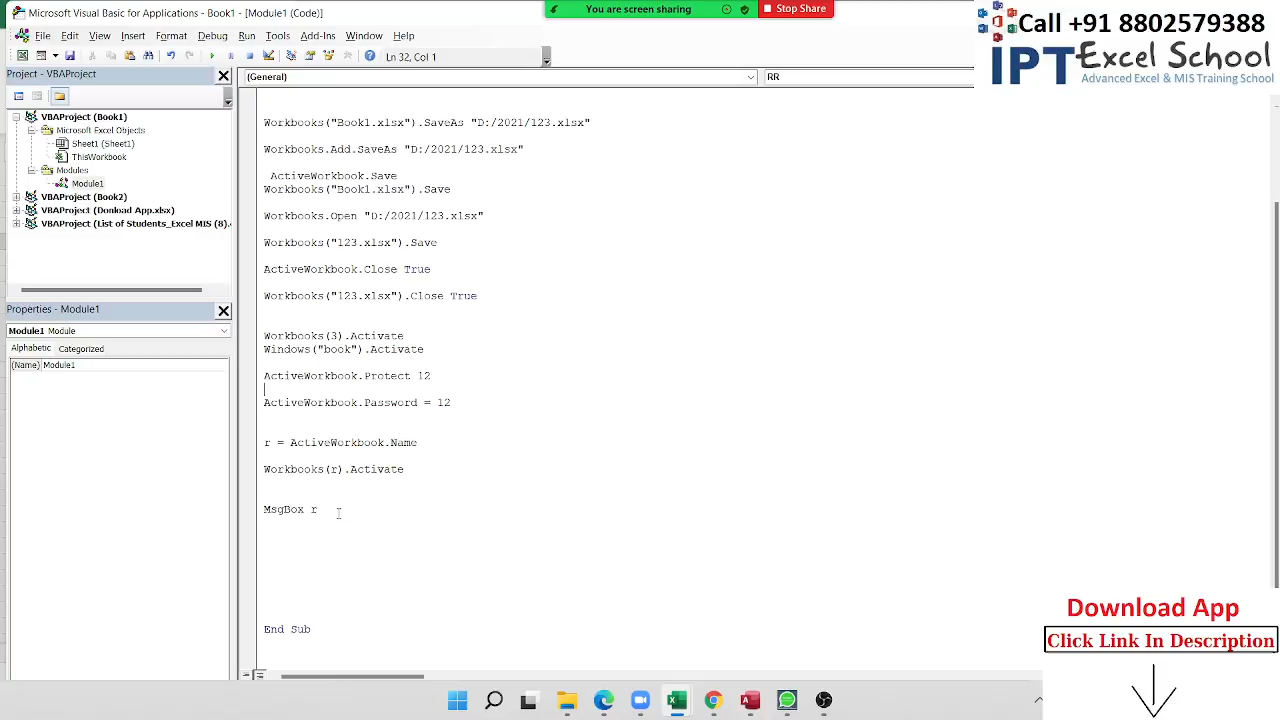 Microsoft Visual Basic for Applications - Book1 - [Module1 (Code)]
You are screen sharing
Stop Share
Call +91 8802579388
IPT Excel School
Advanced Excel & MIS Training School
File Edit View Insert Format Debug Run Tools Add-Ins Window Help
Ln 32, Col 1
Project - VBAProject
(General)
RR
VBAProject (Book1)
Microsoft Excel Objects
Sheet1 (Sheet1)
ThisWorkbook
Modules
Module1
VBAProject (Book2)
VBAProject (Donload App.xlsx)
VBAProject (List of Students_Excel MIS (8).
Properties - Module1
Module1 Module
Alphabetic Categorized
(Name) Module1
Workbooks("Book1.xlsx").SaveAs "D:/2021/123.xlsx"
Workbooks.Add.SaveAs "D:/2021/123.xlsx"
ActiveWorkbook.Save
Workbooks("Book1.xlsx").Save
Workbooks.Open "D:/2021/123.xlsx"
Workbooks("123.xlsx").Save
ActiveWorkbook.Close True
Workbooks("123.xlsx").Close True
Workbooks(3).Activate
Windows("book").Activate
ActiveWorkbook.Protect 12
ActiveWorkbook.Password = 12
r = ActiveWorkbook.Name
Workbooks(r).Activate
MsgBox r
End Sub
Download App
Click Link In Description